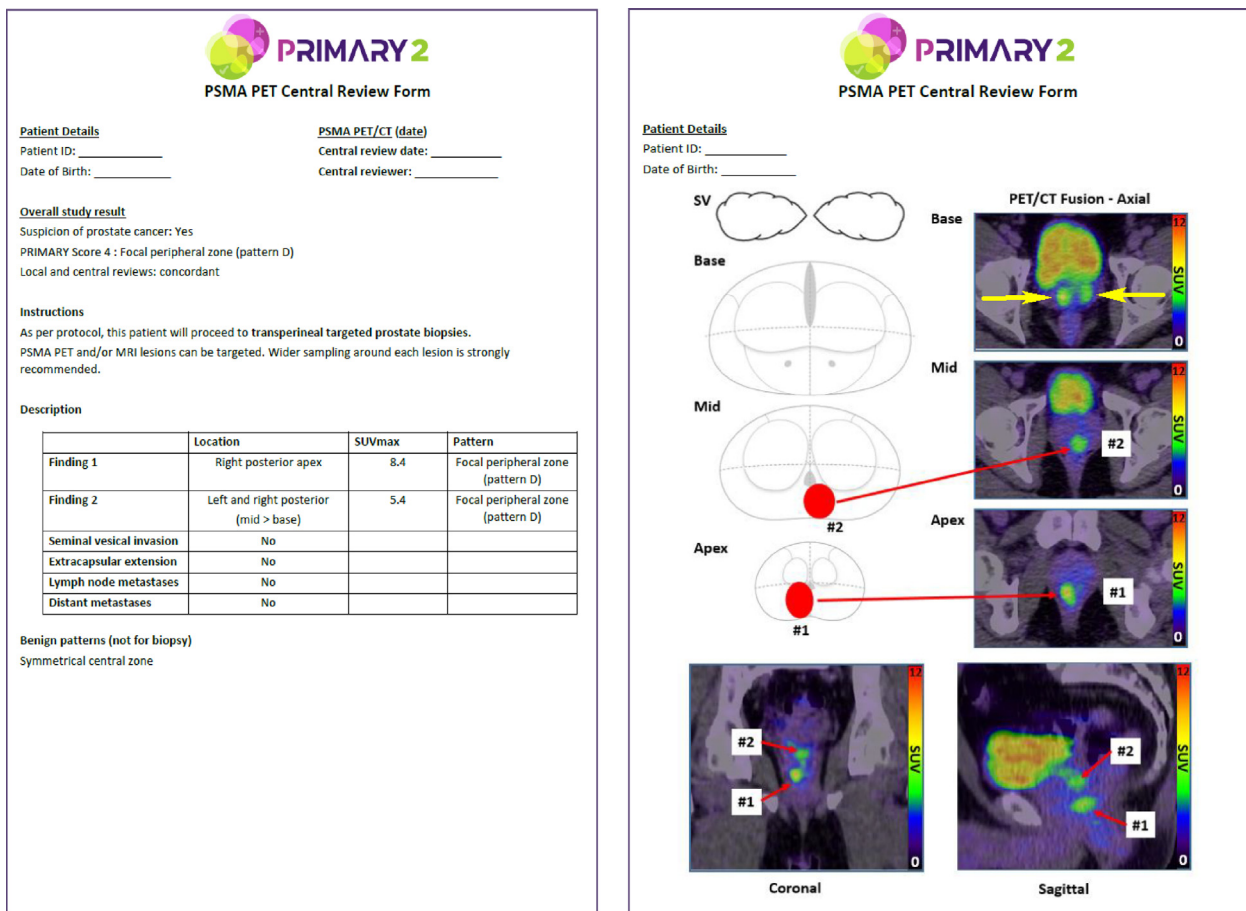 PRIMARY2
PSMA PET Central Review Form
Patient Details
Patient ID: ____________
Date of Birth: ___________
PSMA PET/CT (date)
Central review date: __________
Central reviewer: ____________
Overall study result
Suspicion of prostate cancer: Yes
PRIMARY Score 4 : Focal peripheral zone (pattern D)
Local and central reviews: concordant
Instructions
As per protocol, this patient will proceed to transperineal targeted prostate biopsies.
PSMA PET and/or MRI lesions can be targeted. Wider sampling around each lesion is strongly
recommended.
Description
Location SUVmax Pattern
Finding 1 Right posterior apex 8.4 Focal peripheral zone
(pattern D)
Finding 2 Left and right posterior 5.4 Focal peripheral zone
(mid > base) (pattern D)
Seminal vesical invasion No
Extracapsular extension No
Lymph node metastases No
Distant metastases No
Benign patterns (not for biopsy)
Symmetrical central zone
PRIMARY2
PSMA PET Central Review Form
Patient Details
Patient ID: ____________
Date of Birth: ___________
SV
PET/CT Fusion - Axial
Base
12
SUV
0
Base
Mid
12
SUV
0
#2
Mid
#2
Apex
12
SUV
0
#1
Apex
#1
12
SUV
0
#2
#1
Coronal
12
SUV
0
#2
#1
Sagittal